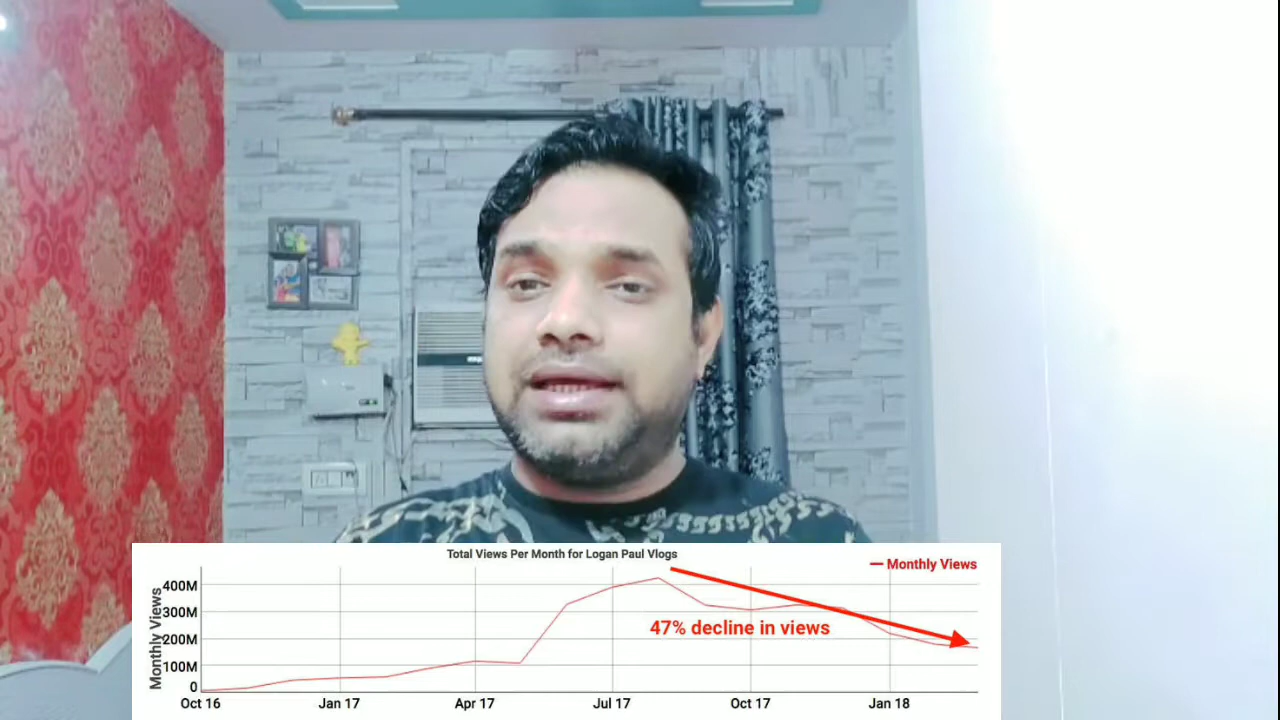 Total Views Per Month for Logan Paul Vlogs
Monthly Views
Monthly Views
400M
300M
200M
100M
0
47% decline in views
Oct 16
Jan 17
Apr 17
Jul 17
Oct 17
Jan 18